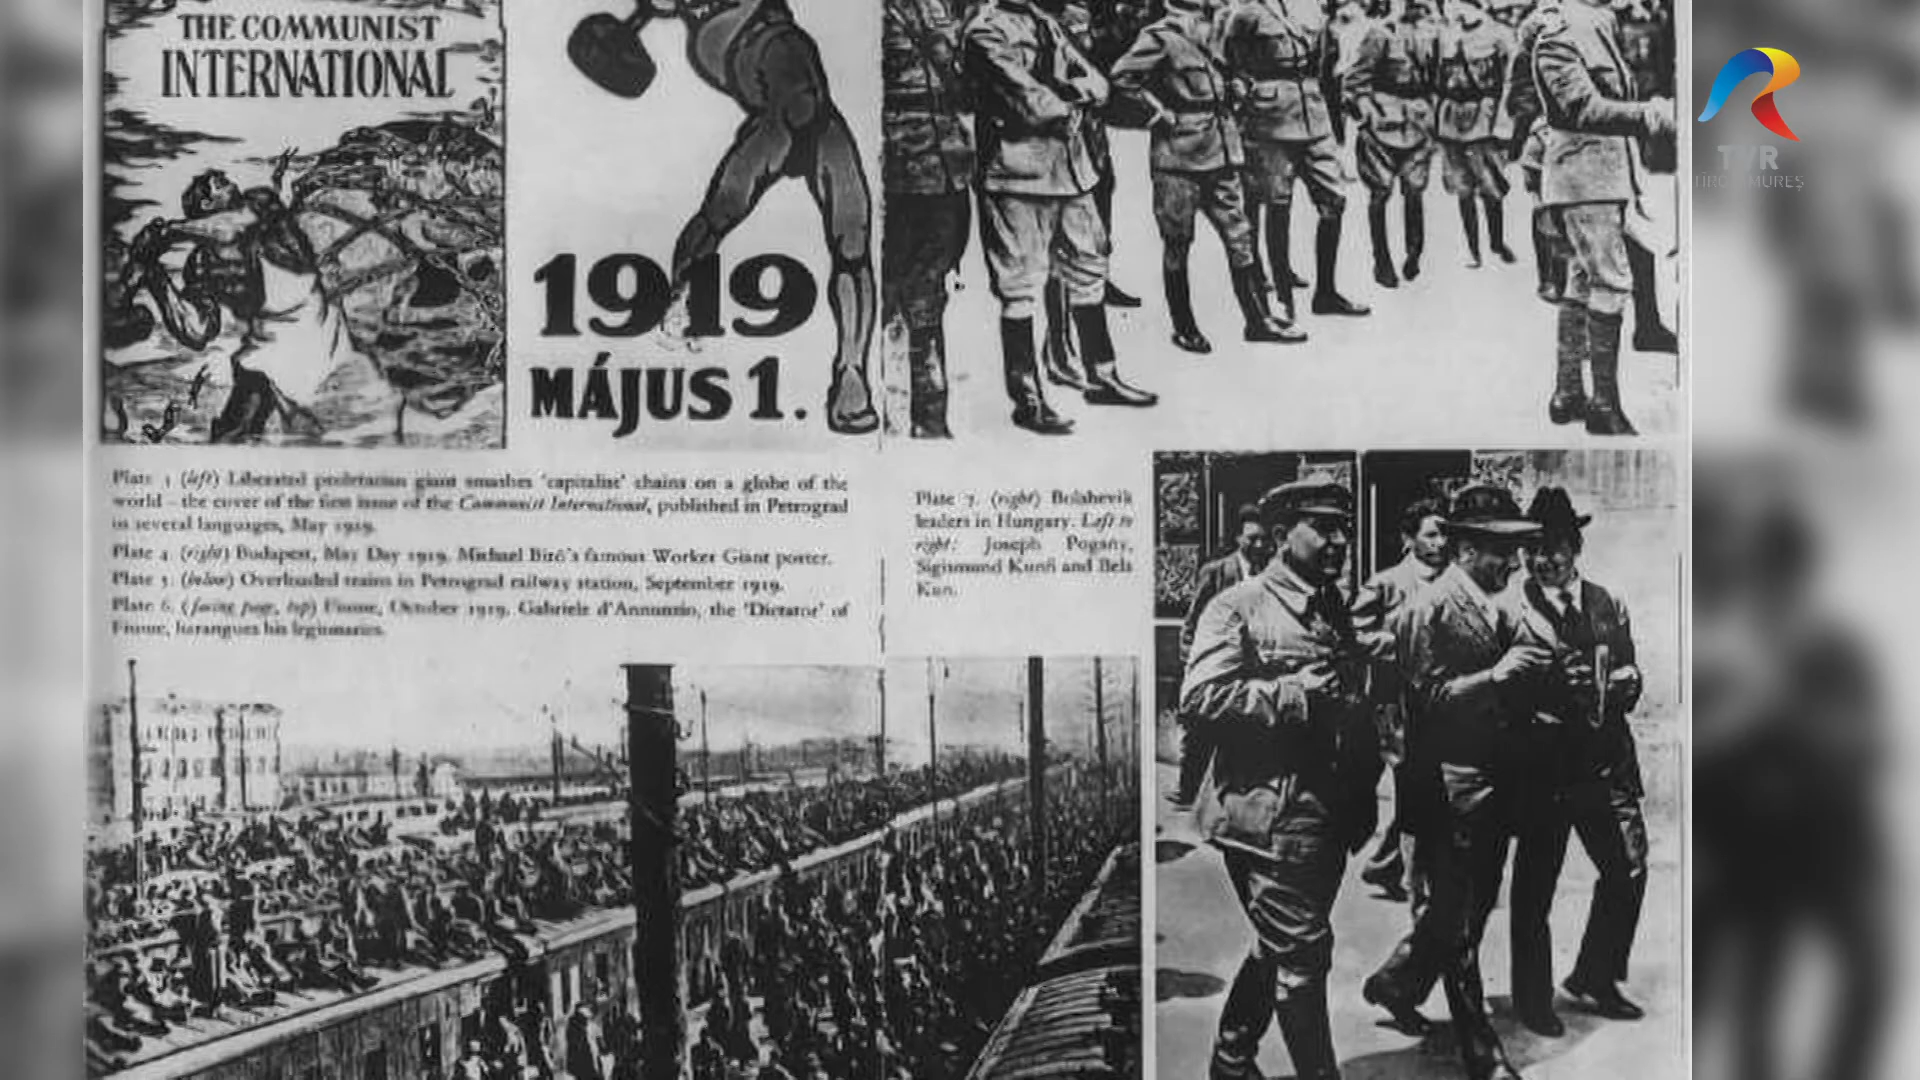 THE COMMUNIST
INTERNATIONAL
1919
MÁJUS 1.
Plate 3 (left) Liberated proletarian giant smashes 'capitalist' chains on a globe of the
world – the cover of the first issue of the Communist International, published in Petrograd
in several languages, May 1919.
Plate 4. (right) Budapest, May Day 1919. Michael Biró's famous Worker Giant poster.
Plate 5. (below) Overloaded trains in Petrograd railway station, September 1919.
Plate 6. (facing page, top) Fiume, October 1919. Gabriele d'Annunzio, the 'Dictator' of
Fiume, harangues his legionaries.
Plate 7. (right) Bolshevik
leaders in Hungary. Left to
right: Joseph Pogany,
Sigismund Kunfi and Bela
Kun.
TVR
TÎRGU MUREȘ